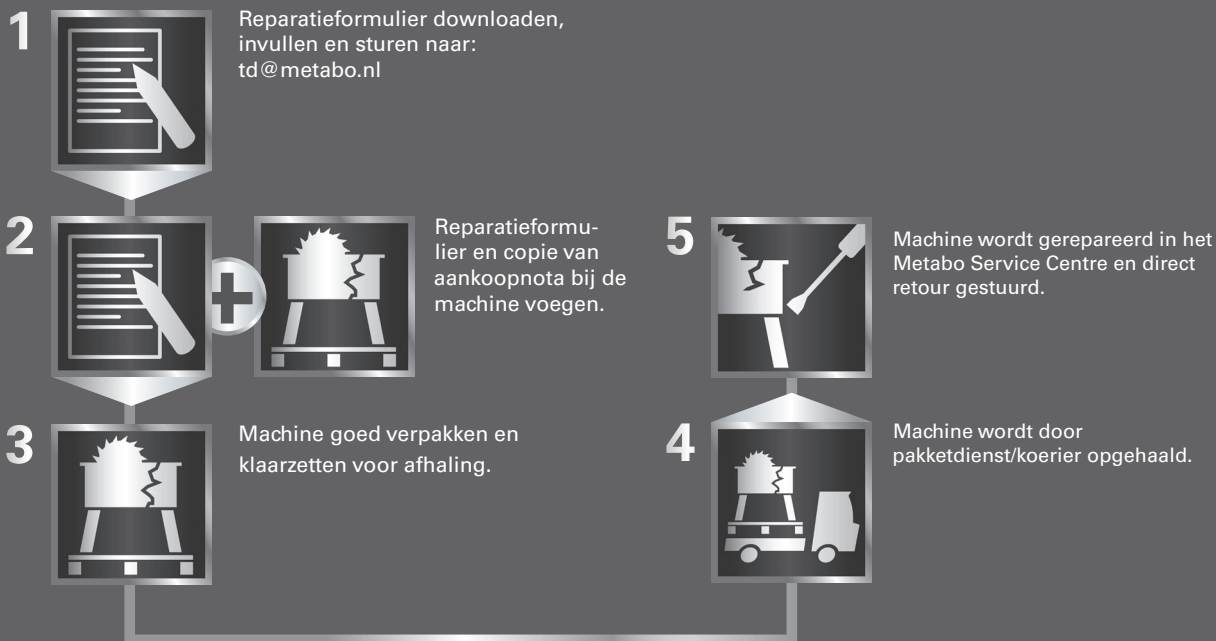 1
Reparatieformulier downloaden,
invullen en sturen naar:
td@metabo.nl
2
Reparatieformu-
lier en copie van
aankoopnota bij de
machine voegen.
3
Machine goed verpakken en
klaarzetten voor afhaling.
4
Machine wordt door
pakketdienst/koerier opgehaald.
5
Machine wordt gerepareerd in het
Metabo Service Centre en direct
retour gestuurd.